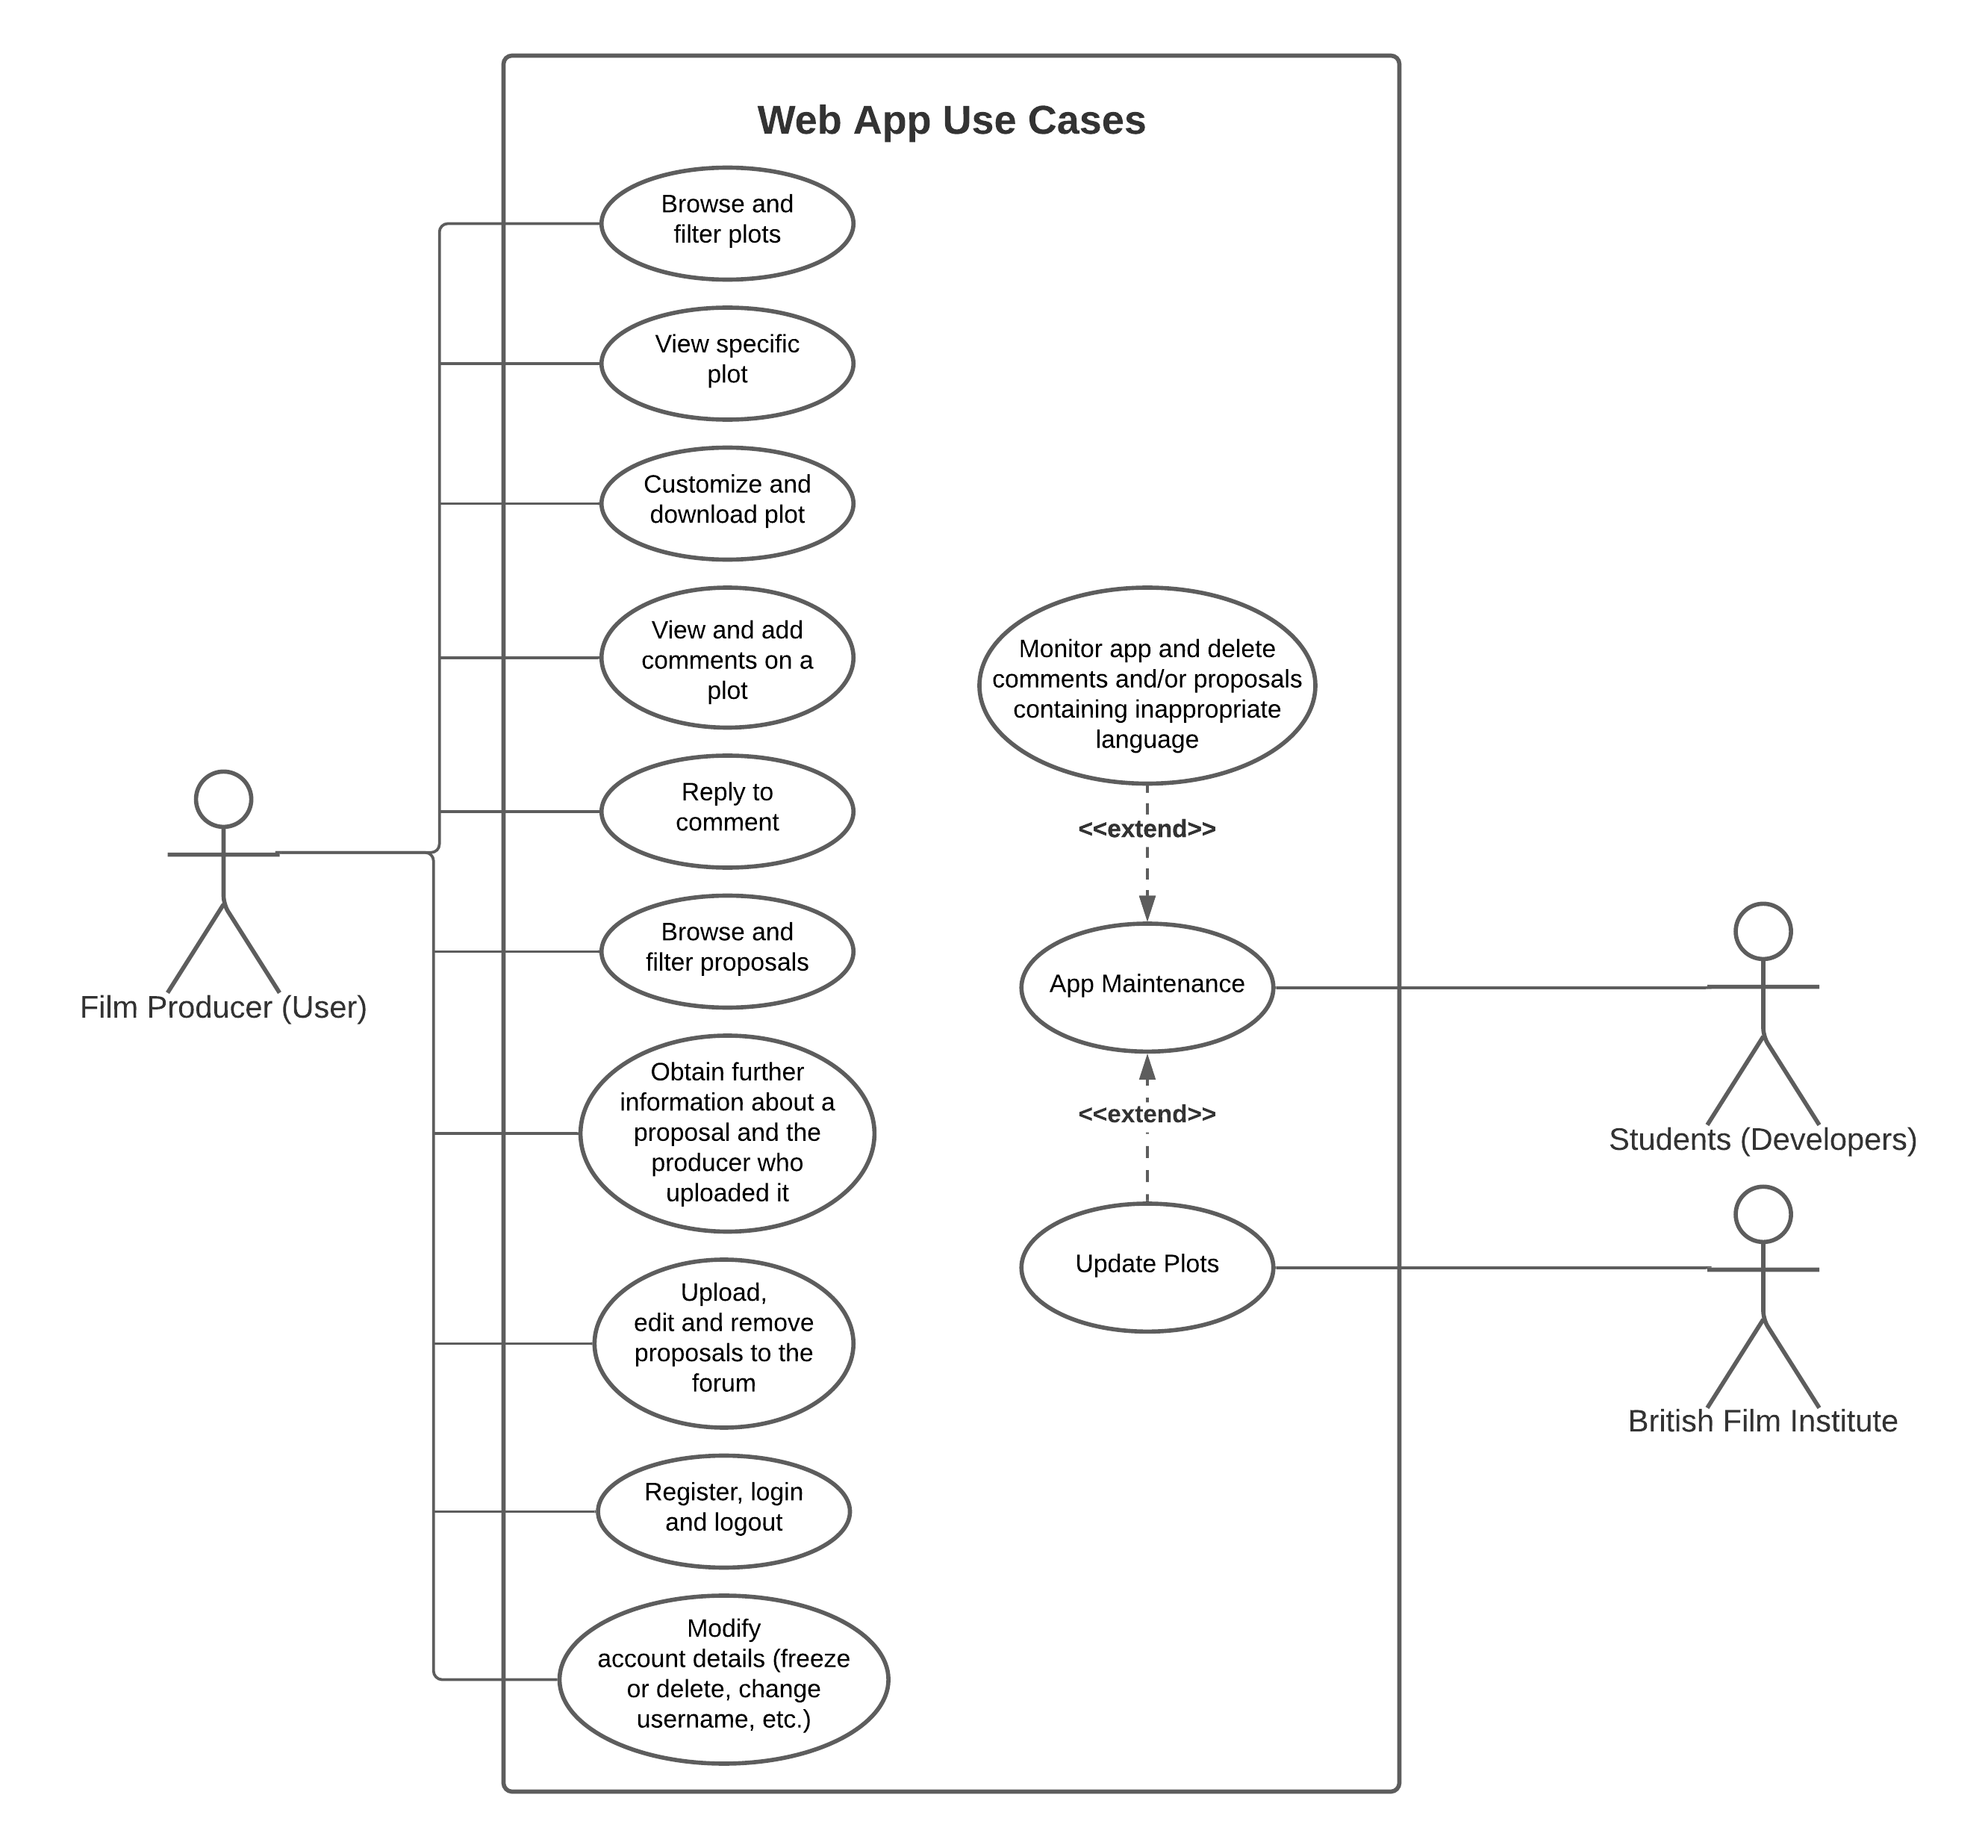 Web App Use Cases
Browse and
filter plots
View specific
plot
Customize and
download plot
View and add
comments on a
plot
Reply to
comment
Browse and
filter proposals
Obtain further
information about a
proposal and the
producer who
uploaded it
Upload,
edit and remove
proposals to the
forum
Register, login
and logout
Modify
account details (freeze
or delete, change
username, etc.)
Monitor app and delete
comments and/or proposals
containing inappropriate
language
<<extend>>
App Maintenance
<<extend>>
Update Plots
Film Producer (User)
Students (Developers)
British Film Institute